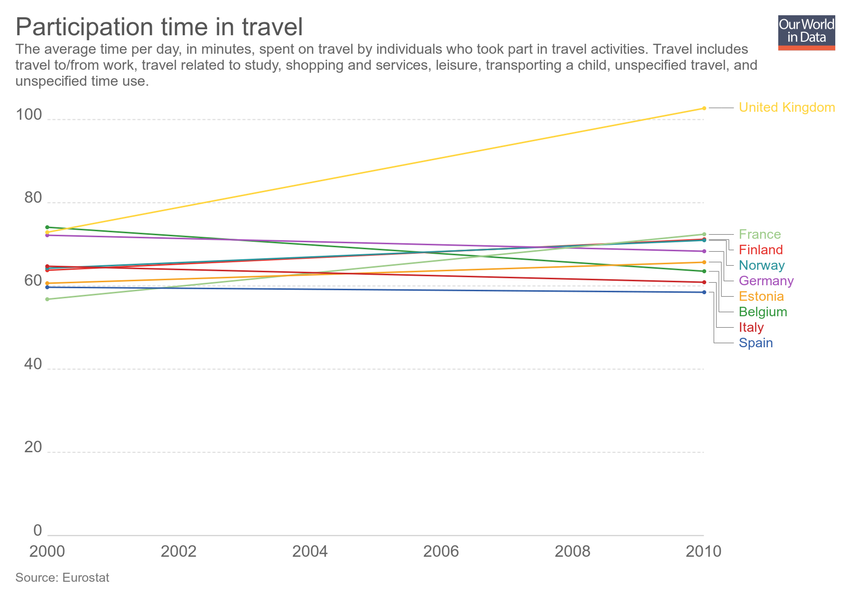 Participation time in travel
Our World
in Data
The average time per day, in minutes, spent on travel by individuals who took part in travel activities. Travel includes
travel to/from work, travel related to study, shopping and services, leisure, transporting a child, unspecified travel, and
unspecified time use.
100
80
60
40
20
0
United Kingdom
France
Finland
Norway
Germany
Estonia
Belgium
Italy
Spain
2000
2002
2004
2006
2008
2010
Source: Eurostat